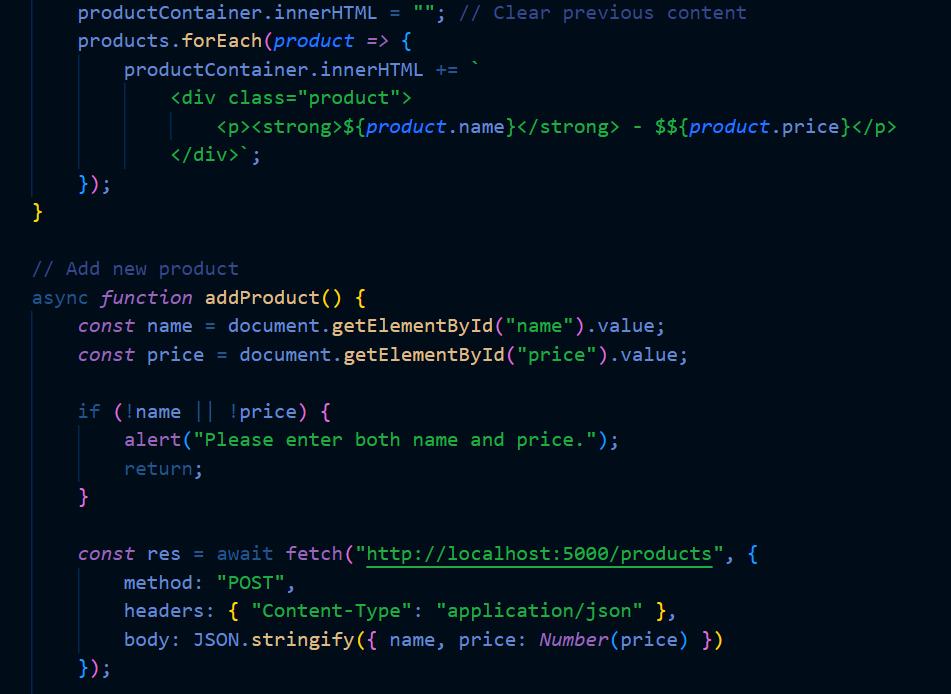 productContainer.innerHTML = ""; // Clear previous content
products.forEach(product => {
productContainer.innerHTML += `
<div class="product">
<p><strong>${product.name}</strong> - $${product.price}</p>
</div>`;
});
}
// Add new product
async function addProduct() {
const name = document.getElementById("name").value;
const price = document.getElementById("price").value;
if (!name || !price) {
alert("Please enter both name and price.");
return;
}
const res = await fetch("http://localhost:5000/products", {
method: "POST",
headers: { "Content-Type": "application/json" },
body: JSON.stringify({ name, price: Number(price) })
});